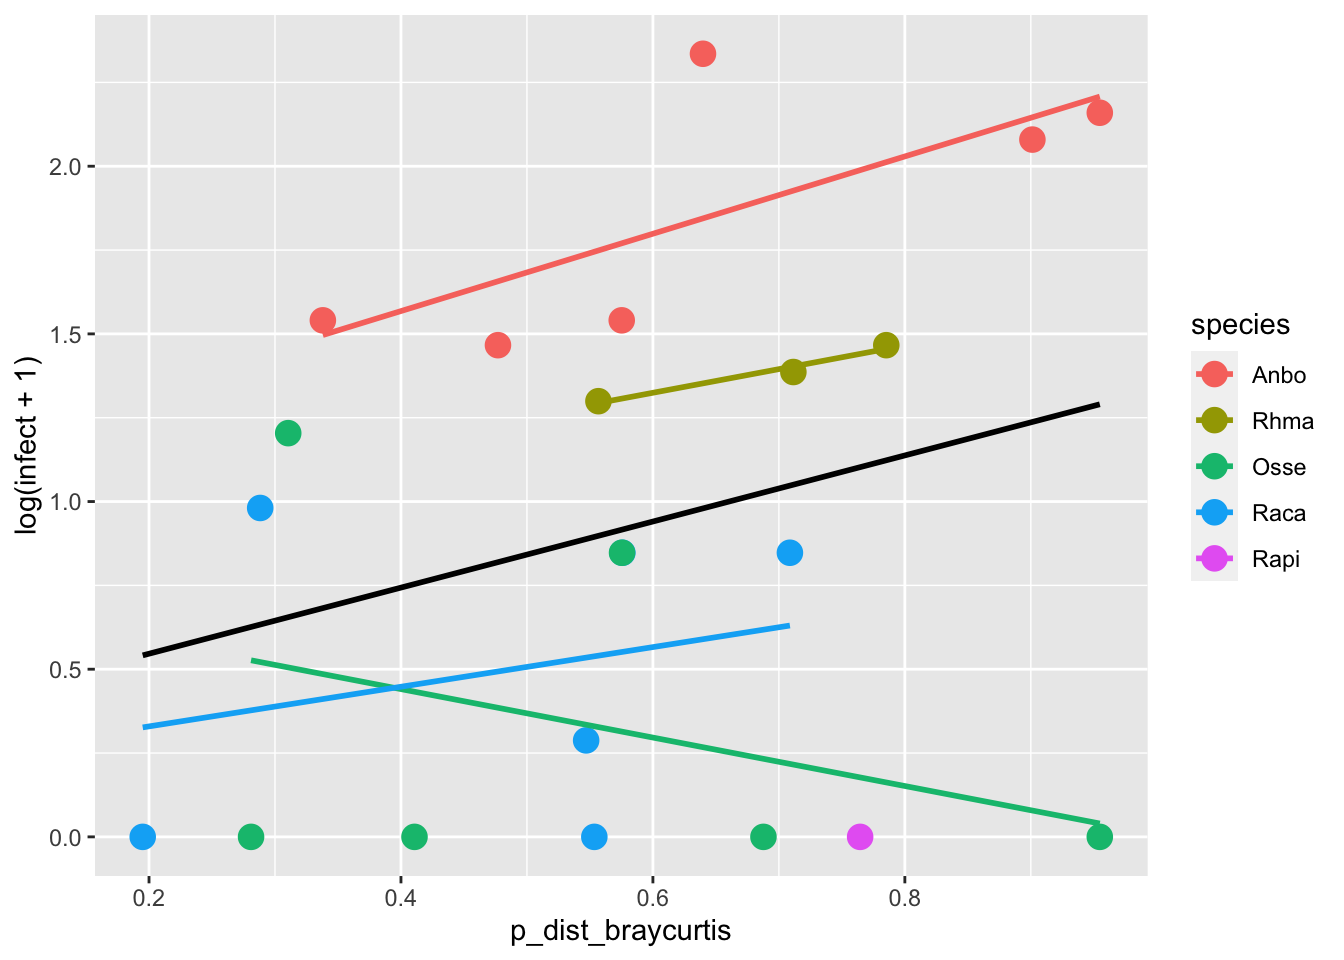 log(infect + 1)
2.0
1.5
1.0
0.5
0.0
0.2
0.4
0.6
0.8
p_dist_braycurtis
species
Anbo
Rhma
Osse
Raca
Rapi